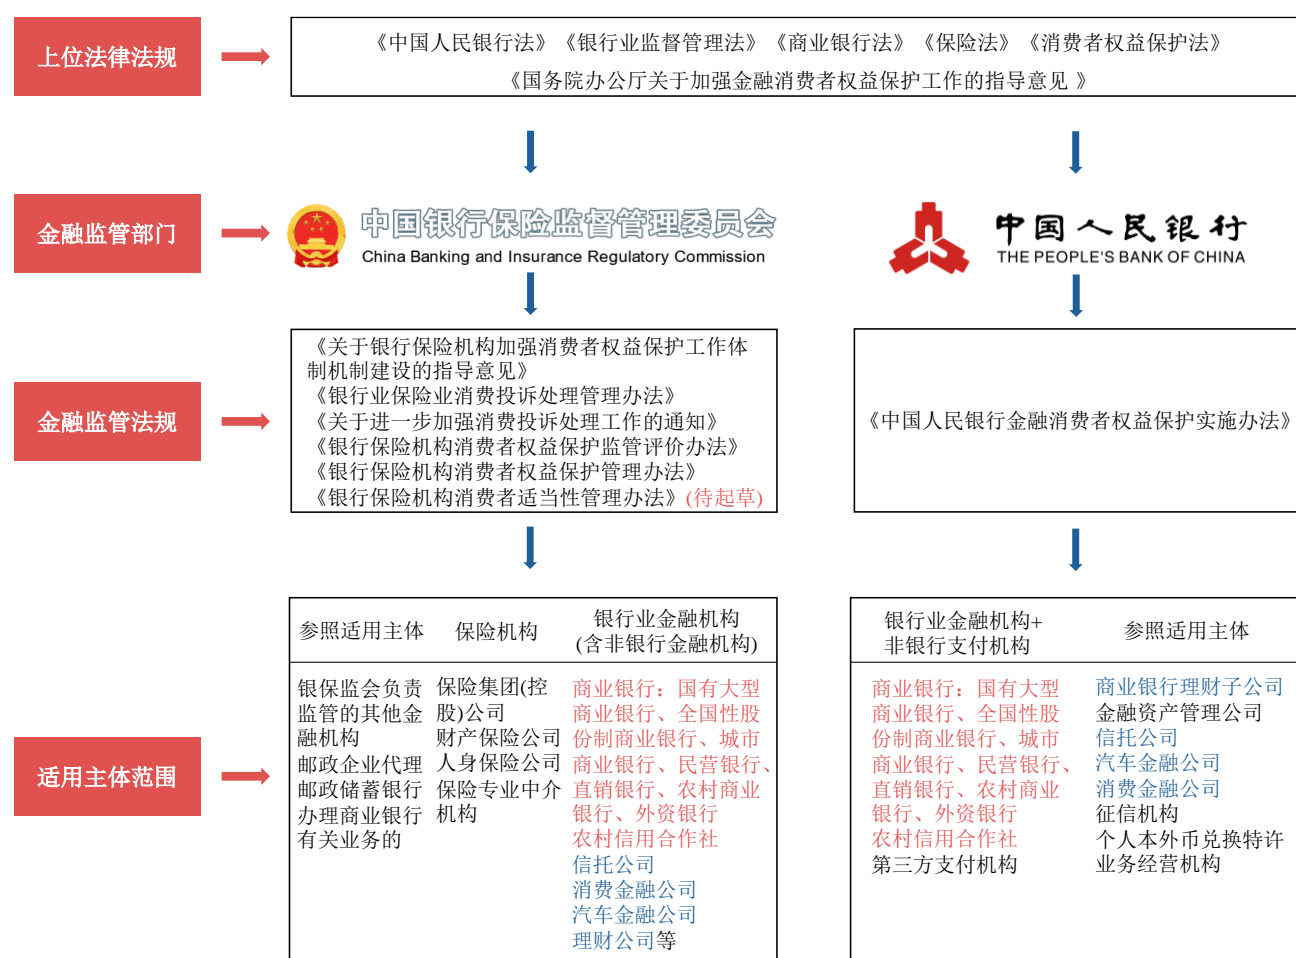 上位法律法规
《中国人民银行法》《银行业监督管理法》《商业银行法》《保险法》《消费者权益保护法》
《国务院办公厅关于加强金融消费者权益保护工作的指导意见 》
金融监管部门
中国银行保险监督管理委员会
China Banking and Insurance Regulatory Commission
中国人民银行
THE PEOPLE'S BANK OF CHINA
金融监管法规
《关于银行保险机构加强消费者权益保护工作体
制机制建设的指导意见》
《银行业保险业消费投诉处理管理办法》
《关于进一步加强消费投诉处理工作的通知》
《银行保险机构消费者权益保护监管评价办法》
《银行保险机构消费者权益保护管理办法》
《银行保险机构消费者适当性管理办法》(待起草)
《中国人民银行金融消费者权益保护实施办法》
适用主体范围
参照适用主体
银保监会负责
监管的其他金
融机构
邮政企业代理
邮政储蓄银行
办理商业银行
有关业务的
保险机构
保险集团(控
股)公司
财产保险公司
人身保险公司
保险专业中介
机构
银行业金融机构
(含非银行金融机构)
商业银行：国有大型
商业银行、全国性股
份制商业银行、城市
商业银行、民营银行、
直销银行、农村商业
银行、外资银行
农村信用合作社
信托公司
消费金融公司
汽车金融公司
理财公司等
银行业金融机构+
非银行支付机构
商业银行：国有大型
商业银行、全国性股
份制商业银行、城市
商业银行、民营银行、
直销银行、农村商业
银行、外资银行
农村信用合作社
第三方支付机构
参照适用主体
商业银行理财子公司
金融资产管理公司
信托公司
汽车金融公司
消费金融公司
征信机构
个人本外币兑换特许
业务经营机构